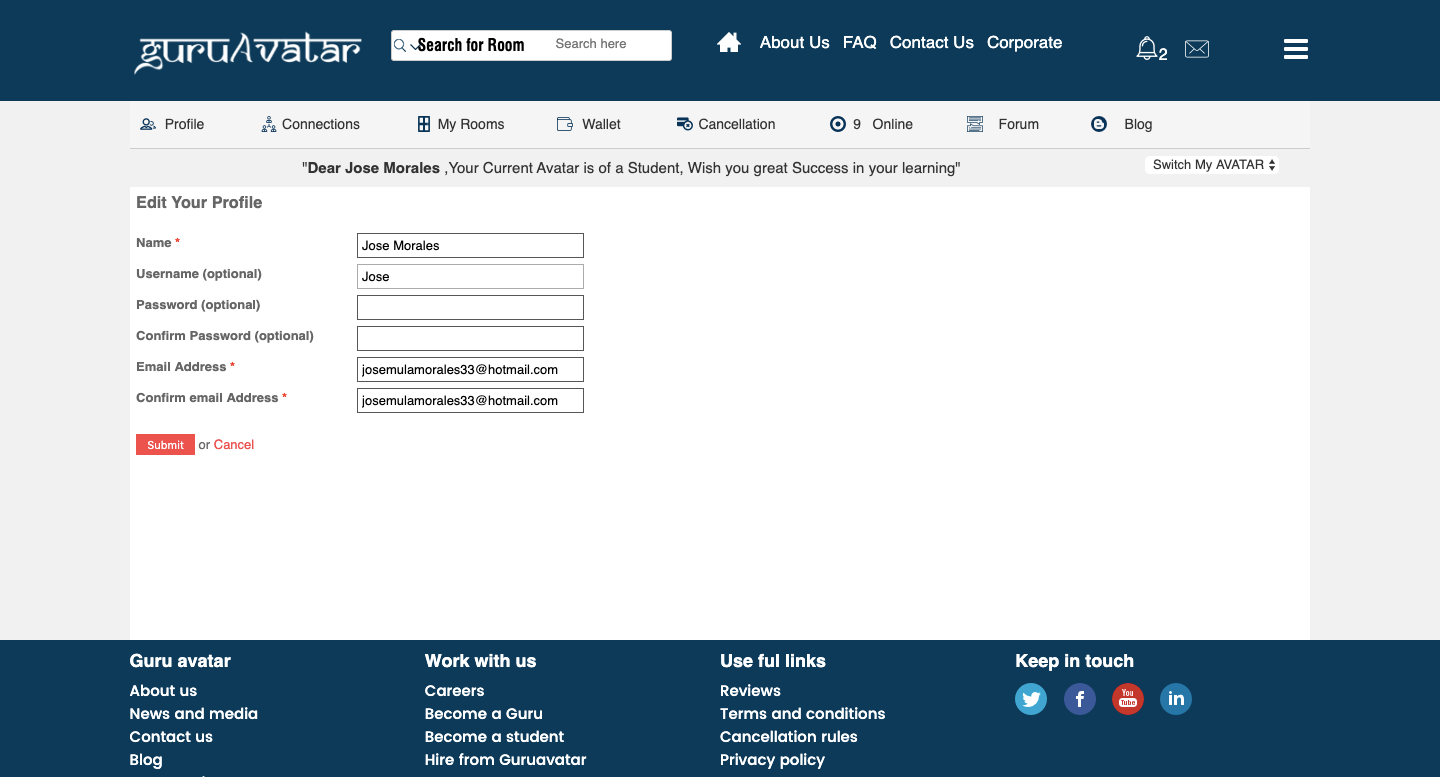 guruAvatar
Search for Room
Search here
About Us FAQ Contact Us Corporate
2
Profile Connections My Rooms Wallet Cancellation 9 Online Forum Blog
"Dear Jose Morales ,Your Current Avatar is of a Student, Wish you great Success in your learning"
Switch My AVATAR
Edit Your Profile
Name * Jose Morales
Username (optional) Jose
Password (optional)
Confirm Password (optional)
Email Address * josemulamorales33@hotmail.com
Confirm email Address * josemulamorales33@hotmail.com
Submit or Cancel
Guru avatar
About us
News and media
Contact us
Blog
Work with us
Careers
Become a Guru
Become a student
Hire from Guruavatar
Use ful links
Reviews
Terms and conditions
Cancellation rules
Privacy policy
Keep in touch
You
Tube
in